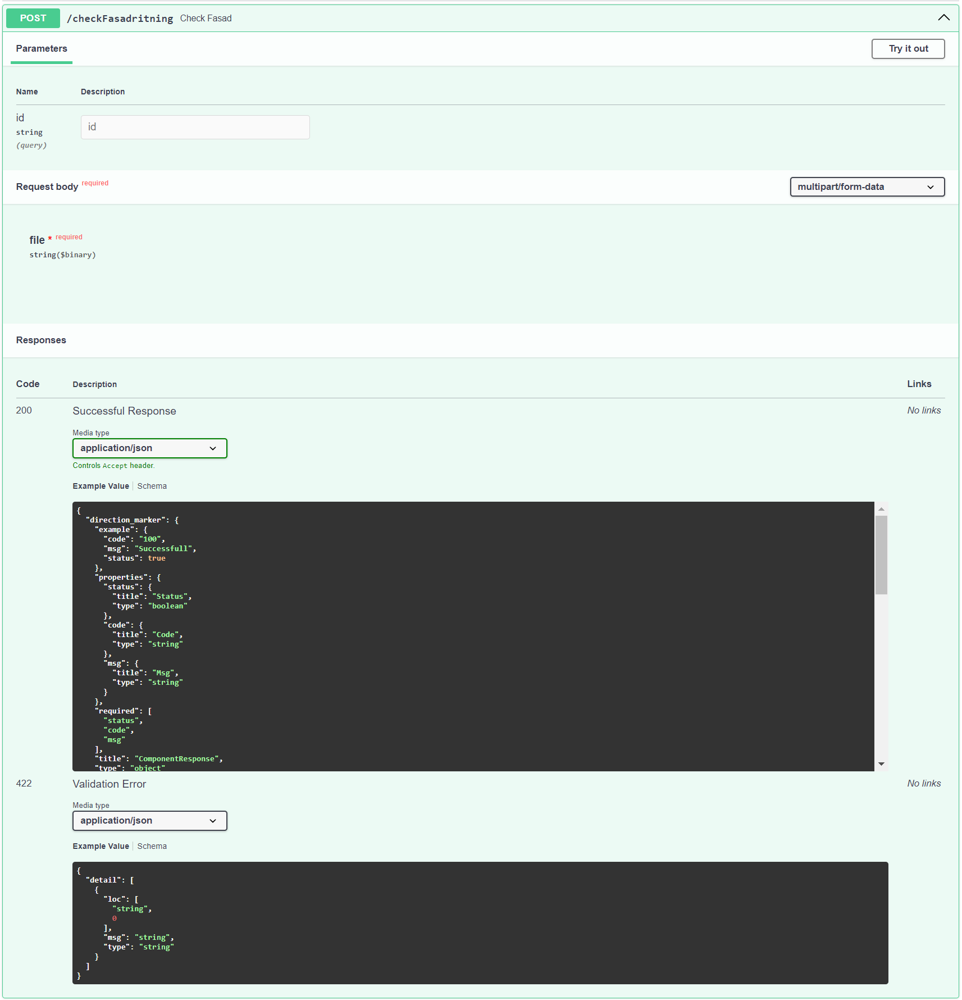 POST /checkFasadritning Check Fasad
Parameters
Try it out
Name Description
id
string
(query)
id
Request body required
multipart/form-data
file * required
string($binary)
Responses
Code Description Links
200 Successful Response No links
Media type
application/json
Controls Accept header.
Example Value Schema
{
  "direction_marker": {
    "example": {
      "code": "100",
      "msg": "Successfull",
      "status": true
    },
    "properties": {
      "status": {
        "title": "Status",
        "type": "boolean"
      },
      "code": {
        "title": "Code",
        "type": "string"
      },
      "msg": {
        "title": "Msg",
        "type": "string"
      }
    },
    "required": [
      "status",
      "code",
      "msg"
    ],
    "title": "ComponentResponse",
    "type": "object"
422 Validation Error No links
Media type
application/json
Example Value Schema
{
  "detail": [
    {
      "loc": [
        "string",
        0
      ],
      "msg": "string",
      "type": "string"
    }
  ]
}